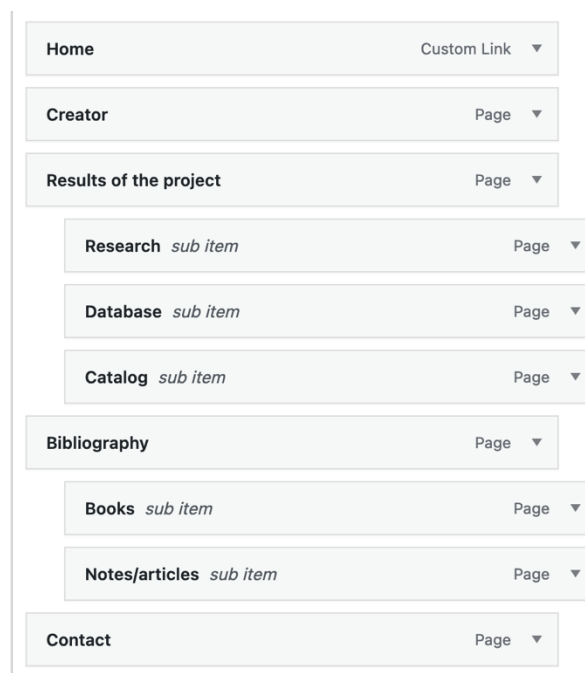 Home Custom Link
Creator Page
Results of the project Page
Research sub item Page
Database sub item Page
Catalog sub item Page
Bibliography Page
Books sub item Page
Notes/articles sub item Page
Contact Page